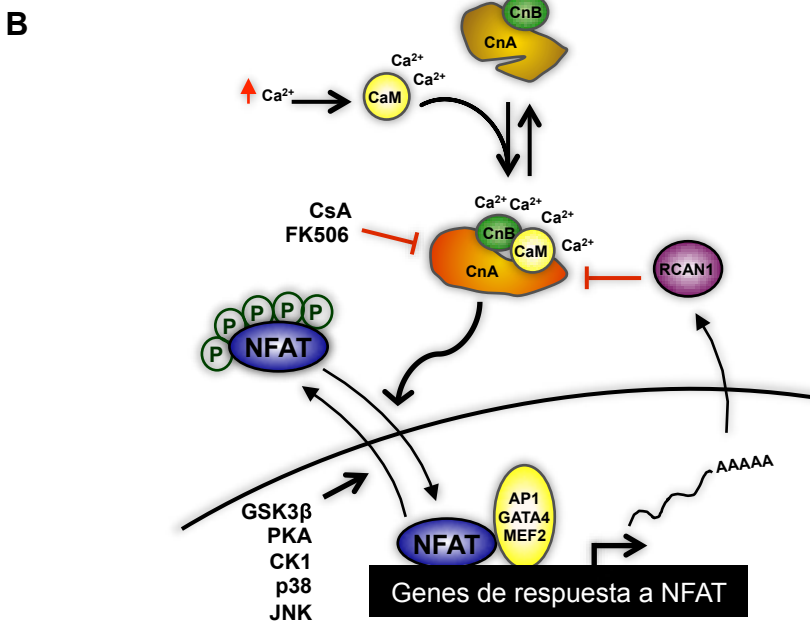 B
CnB
CnA
Ca²⁺
Ca²⁺
Ca²⁺
CaM
Ca²⁺ Ca²⁺
Ca²⁺
Ca²⁺
CsA
FK506
CnB
CaM
CnA
RCAN1
P P P P P
NFAT
AAAAA
GSK3β
PKA
CK1
p38
JNK
AP1
GATA4
MEF2
NFAT
Genes de respuesta a NFAT